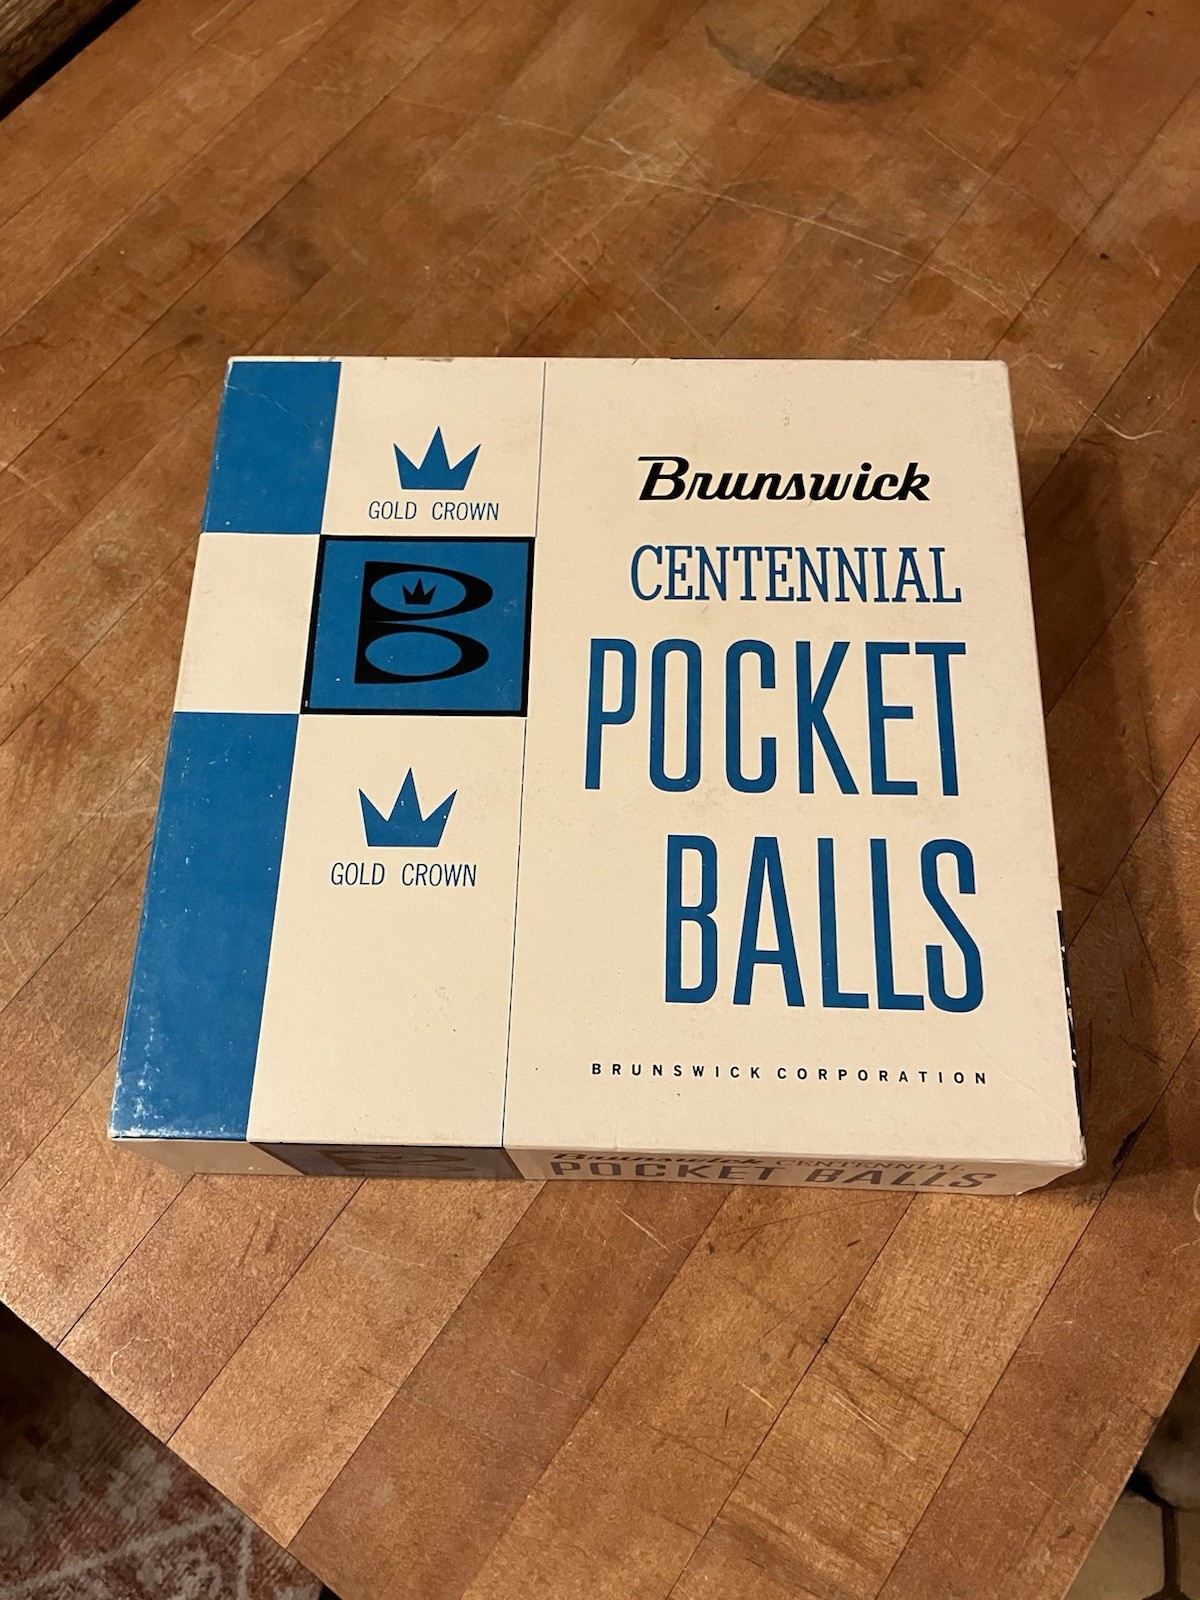 GOLD CROWN
B
GOLD CROWN
Brunswick
CENTENNIAL
POCKET
BALLS
BRUNSWICK CORPORATION
B
Brunswick CENTENNIAL
POCKET BALLS